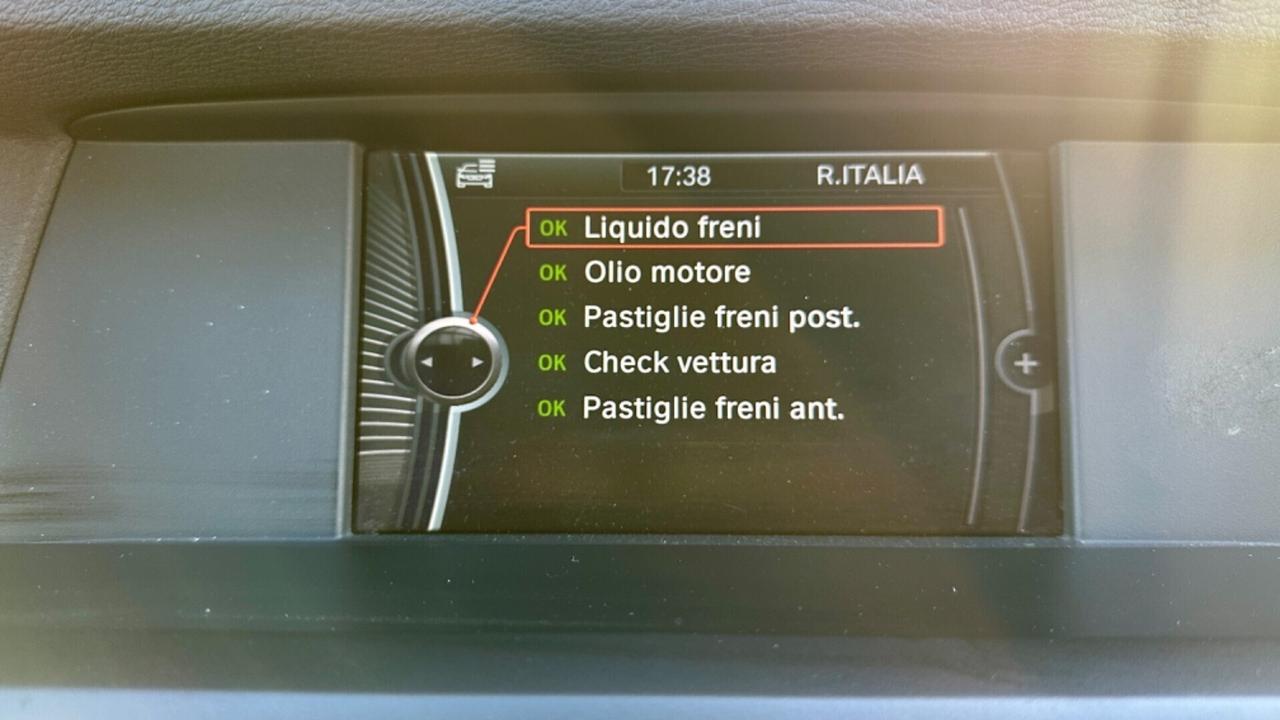 17:38 R.ITALIA
OK Liquido freni
OK Olio motore
OK Pastiglie freni post.
OK Check vettura
OK Pastiglie freni ant.